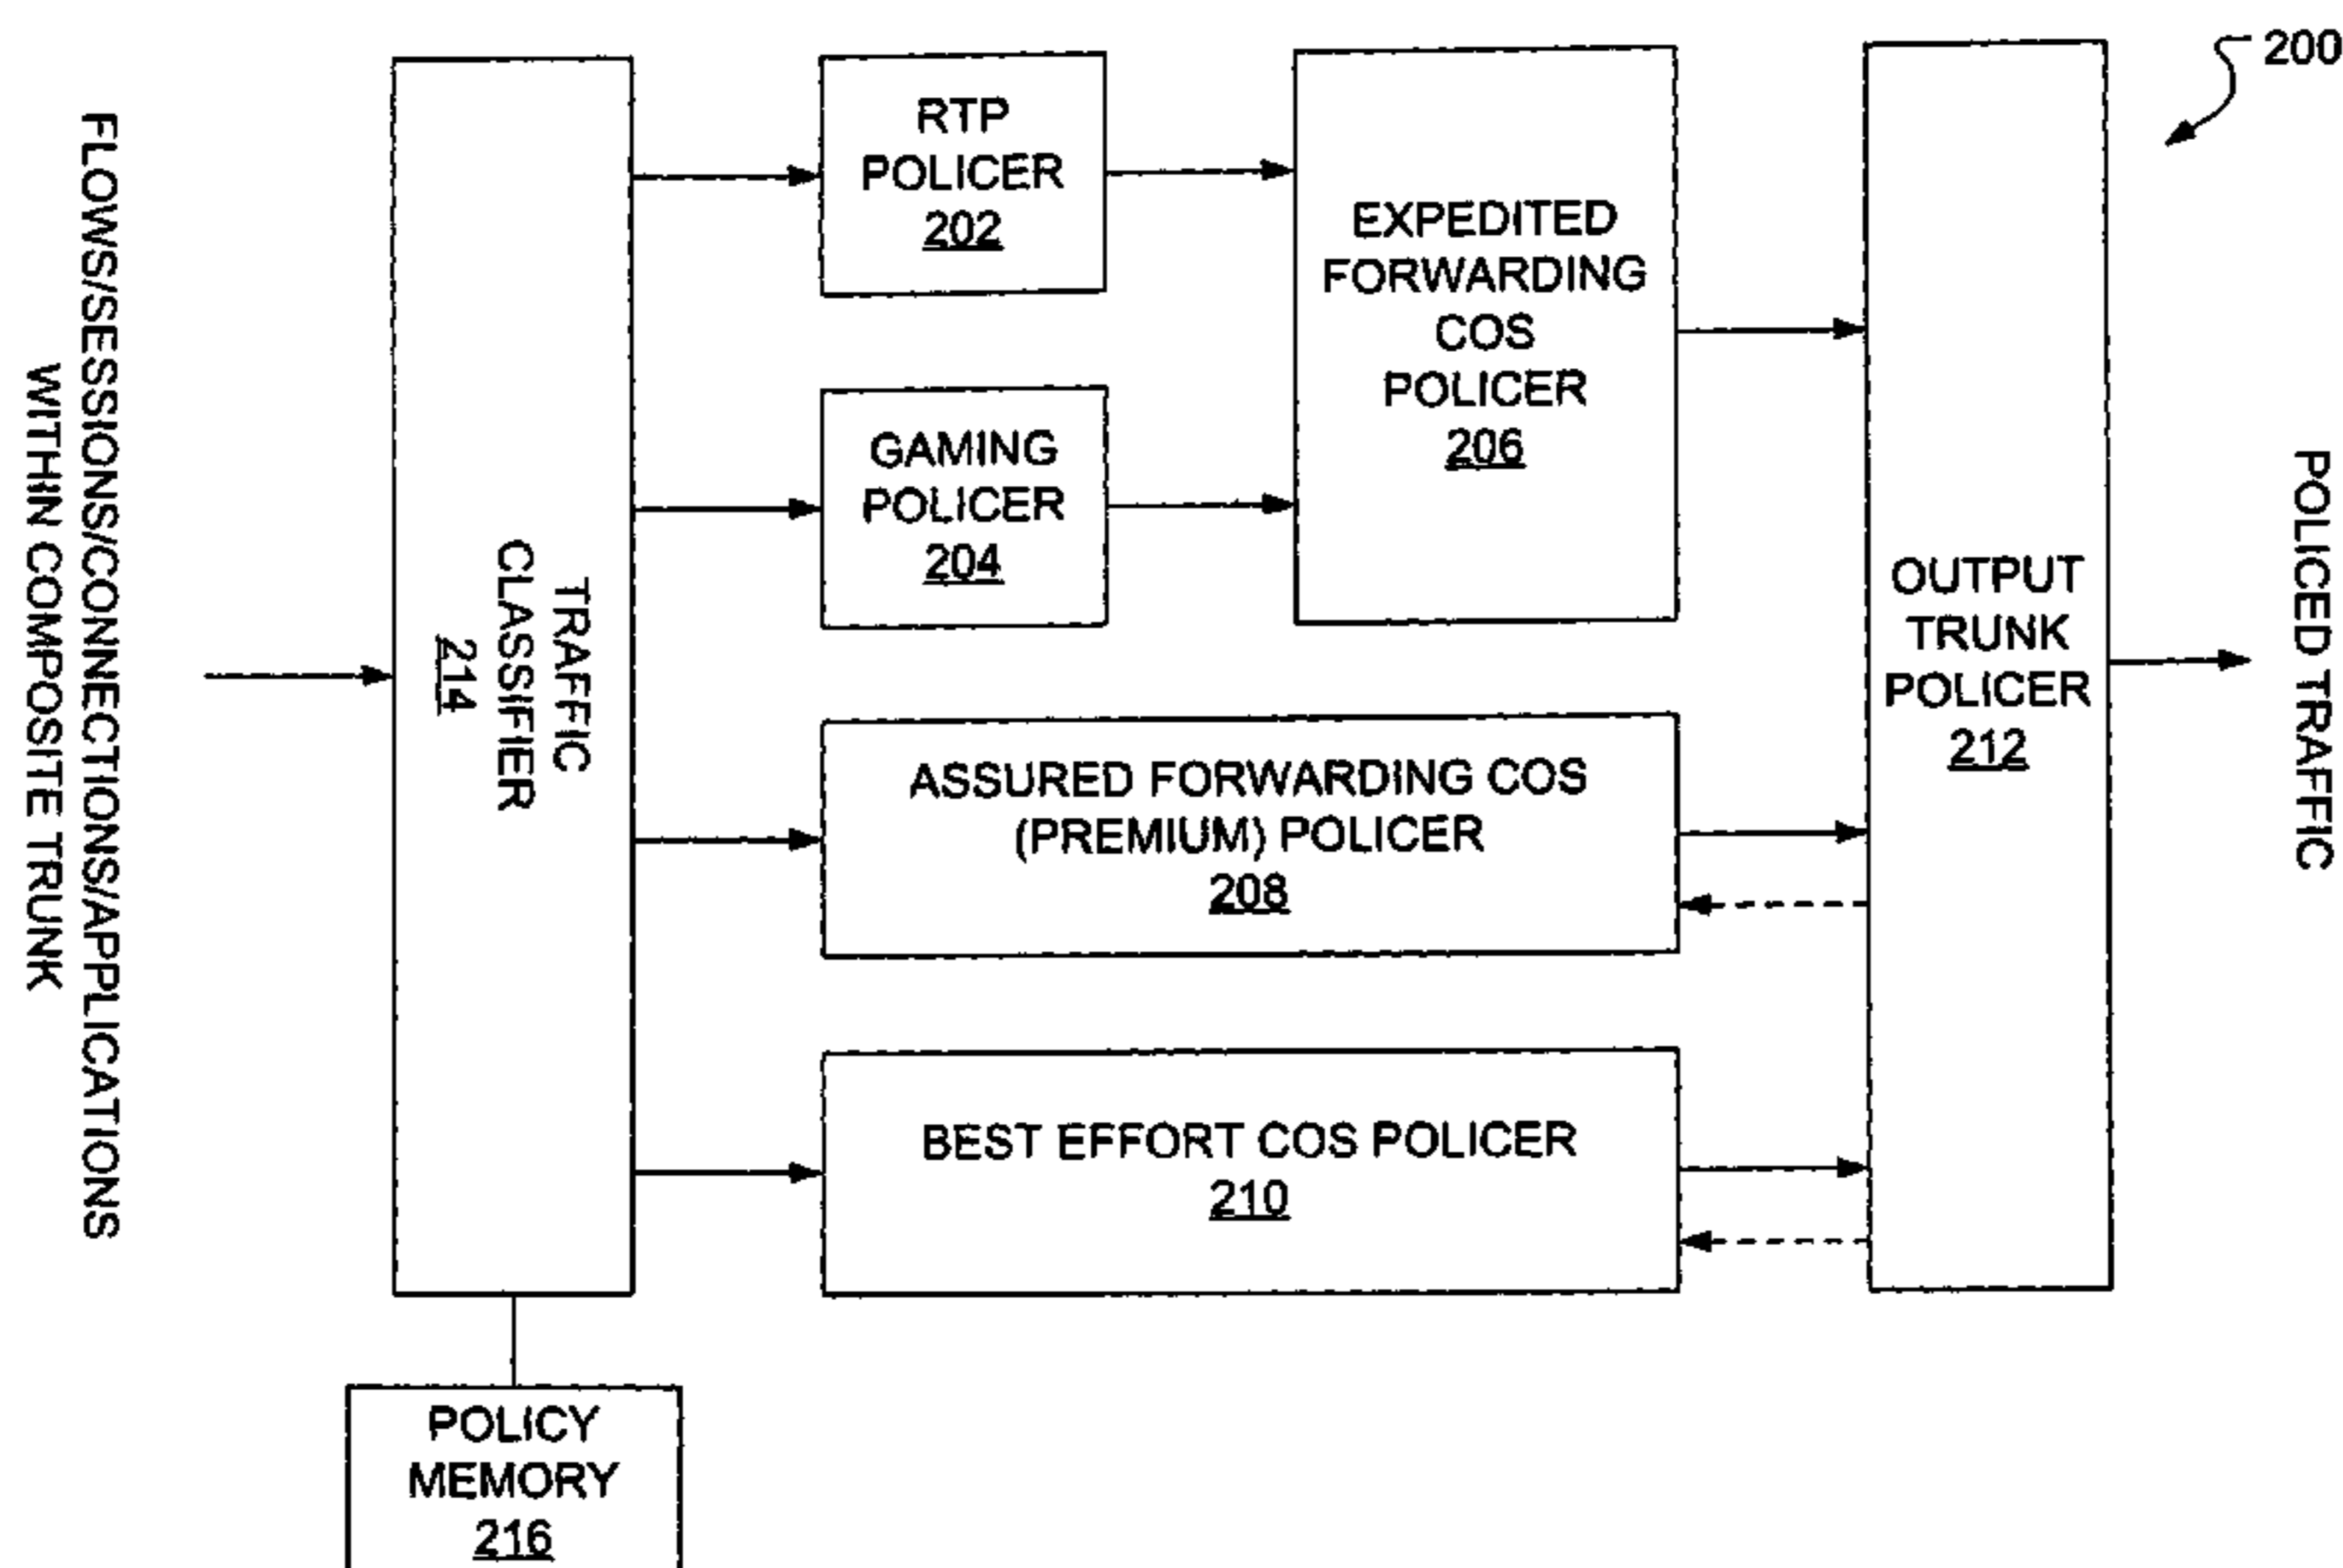 200
FLOWS/SESSIONS/CONNECTIONS/APPLICATIONS
WITHIN COMPOSITE TRUNK
TRAFFIC
CLASSIFIER
214
RTP
POLICER
202
GAMING
POLICER
204
EXPEDITED
FORWARDING
COS
POLICER
206
ASSURED FORWARDING COS
(PREMIUM) POLICER
208
BEST EFFORT COS POLICER
210
OUTPUT
TRUNK
POLICER
212
POLICED TRAFFIC
POLICY
MEMORY
216